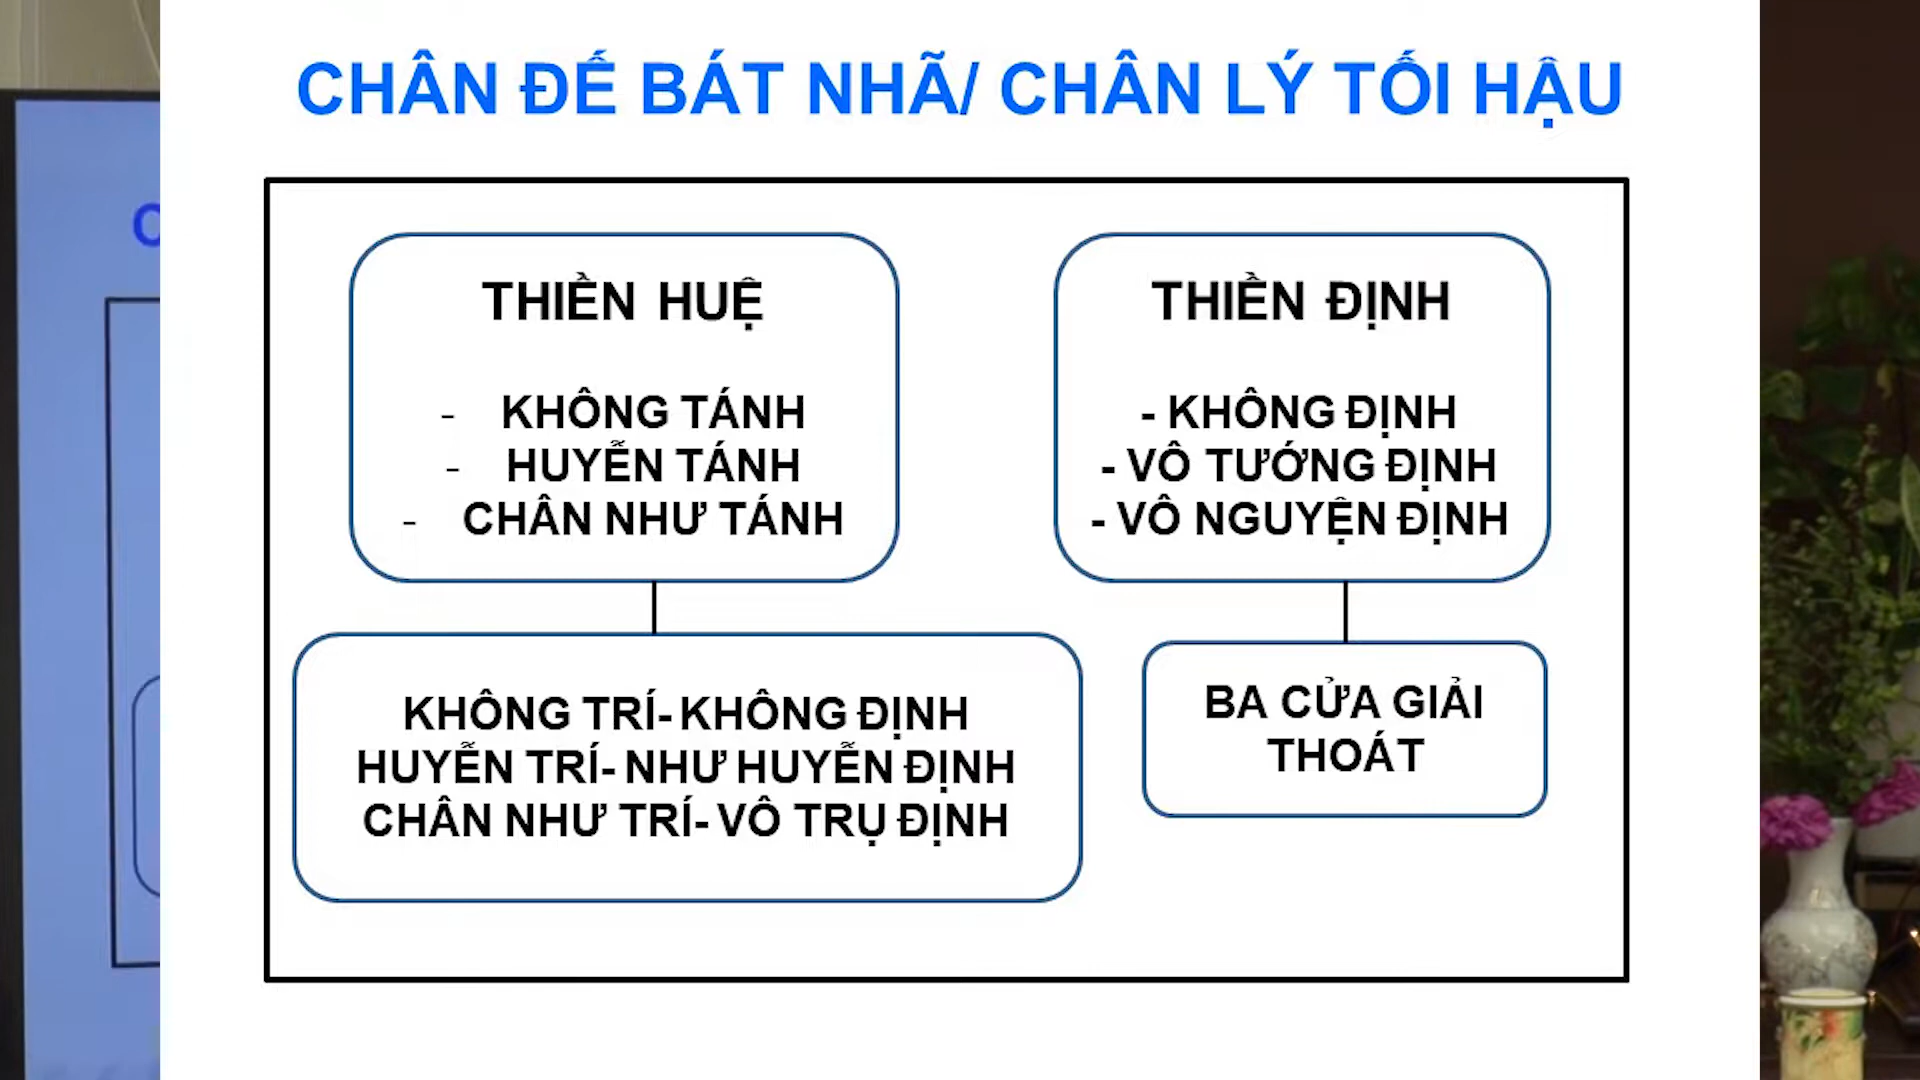 CHÂN ĐẾ BÁT NHÃ/ CHÂN LÝ TỐI HẬU
THIỀN HUỆ
- KHÔNG TÁNH
- HUYỄN TÁNH
- CHÂN NHƯ TÁNH
THIỀN ĐỊNH
- KHÔNG ĐỊNH
- VÔ TƯỚNG ĐỊNH
- VÔ NGUYỆN ĐỊNH
KHÔNG TRÍ- KHÔNG ĐỊNH
HUYỄN TRÍ- NHƯ HUYỄN ĐỊNH
CHÂN NHƯ TRÍ- VÔ TRỤ ĐỊNH
BA CỬA GIẢI
THOÁT